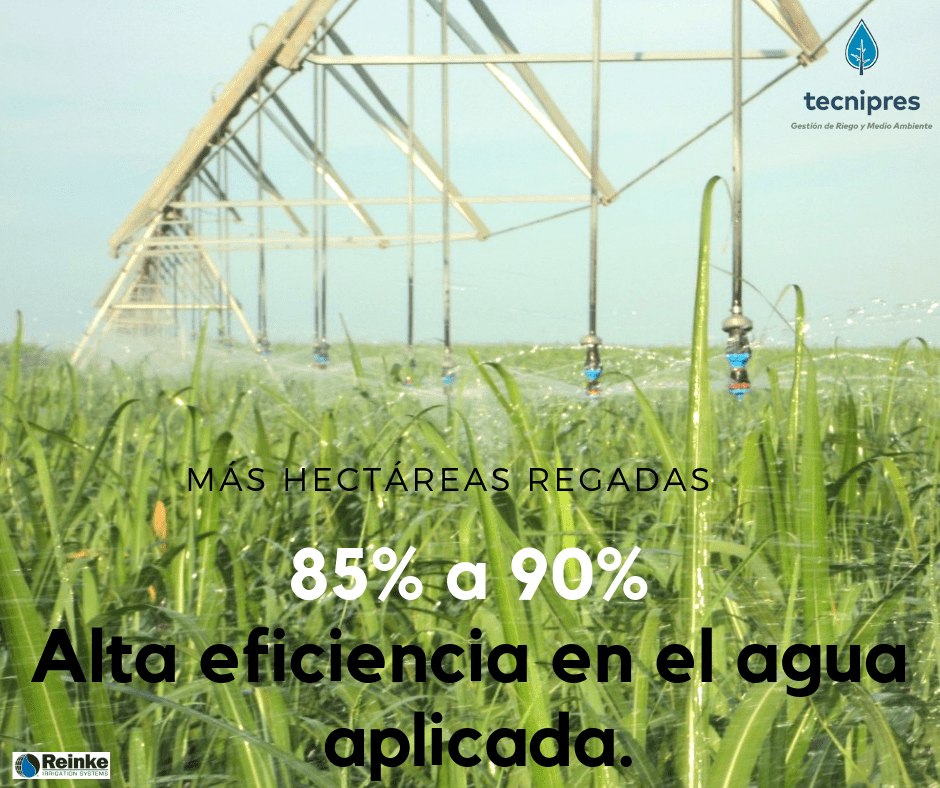 tecnipres
Gestión de Riego y Medio Ambiente
MÁS HECTÁREAS REGADAS
85% a 90%
Alta eficiencia en el agua
aplicada.
Reinke
IRRIGATION SYSTEMS